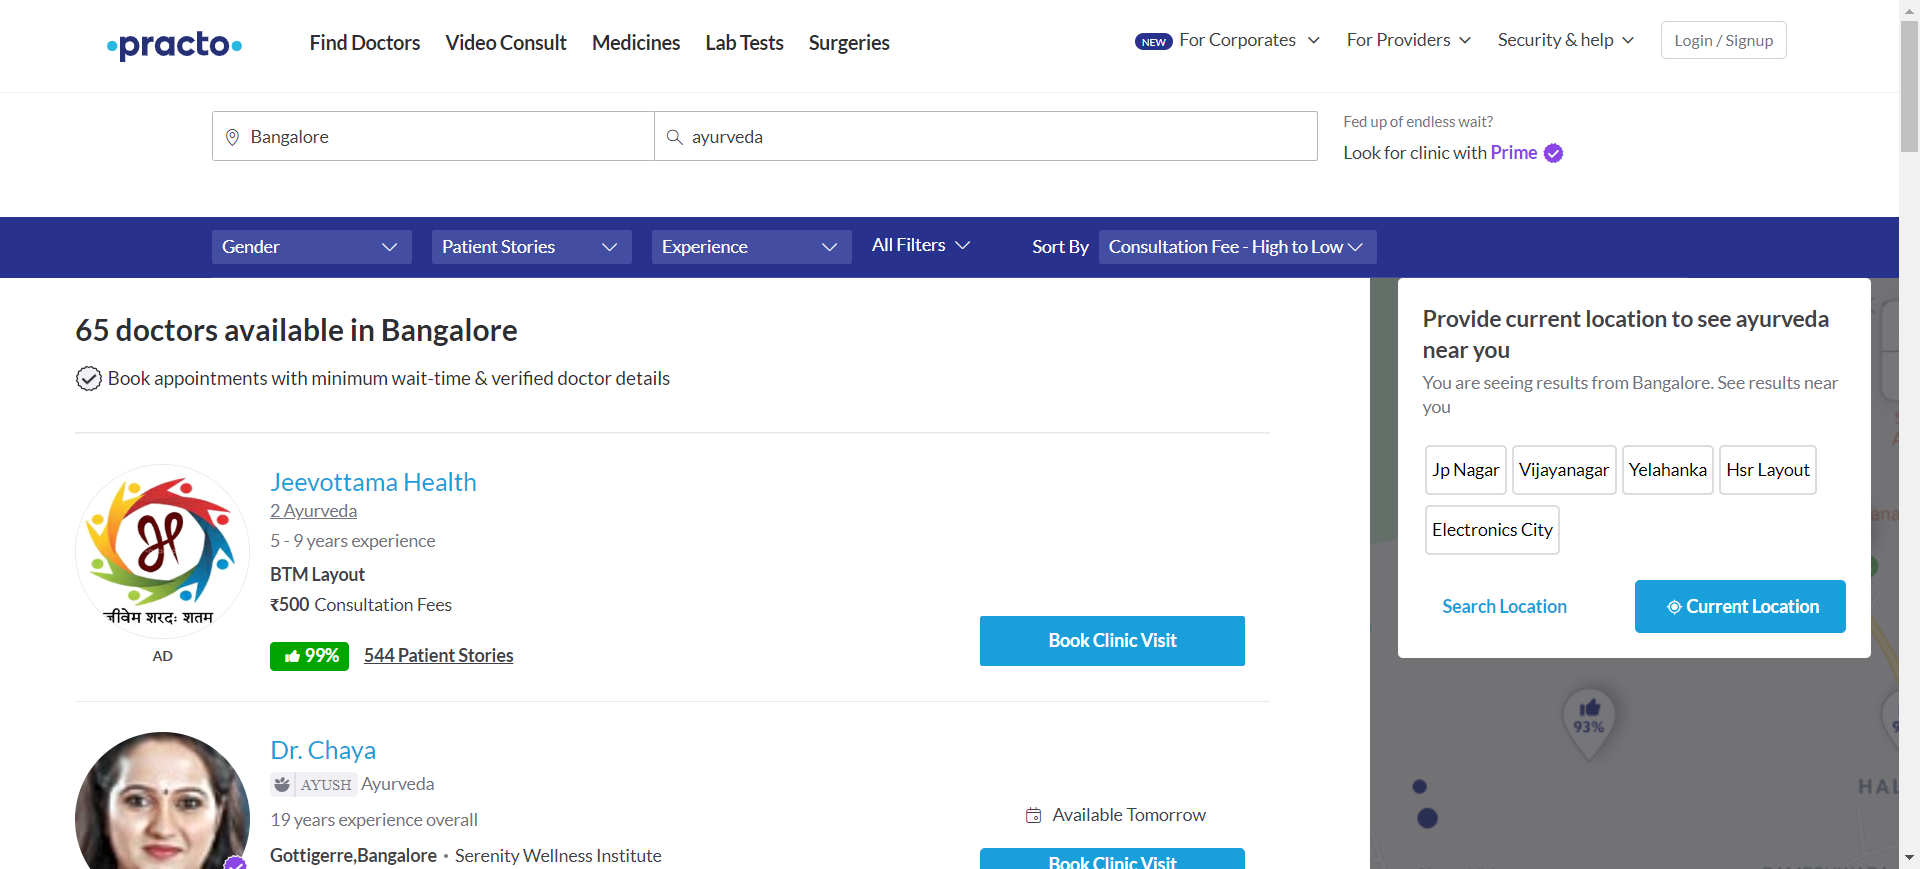 practo
Find Doctors
Video Consult
Medicines
Lab Tests
Surgeries
NEW For Corporates
For Providers
Security & help
Login / Signup
Bangalore
ayurveda
Fed up of endless wait?
Look for clinic with Prime
Gender
Patient Stories
Experience
All Filters
Sort By
Consultation Fee - High to Low
65 doctors available in Bangalore
Book appointments with minimum wait-time & verified doctor details
Jeevottama Health
2 Ayurveda
5 - 9 years experience
BTM Layout
₹500 Consultation Fees
99%
544 Patient Stories
Book Clinic Visit
जीवेम शरदः शतम
AD
Dr. Chaya
AYUSH Ayurveda
19 years experience overall
Gottigerre,Bangalore • Serenity Wellness Institute
Available Tomorrow
Book Clinic Visit
Provide current location to see ayurveda
near you
You are seeing results from Bangalore. See results near
you
Jp Nagar
Vijayanagar
Yelahanka
Hsr Layout
Electronics City
Search Location
Current Location
93%
HAL